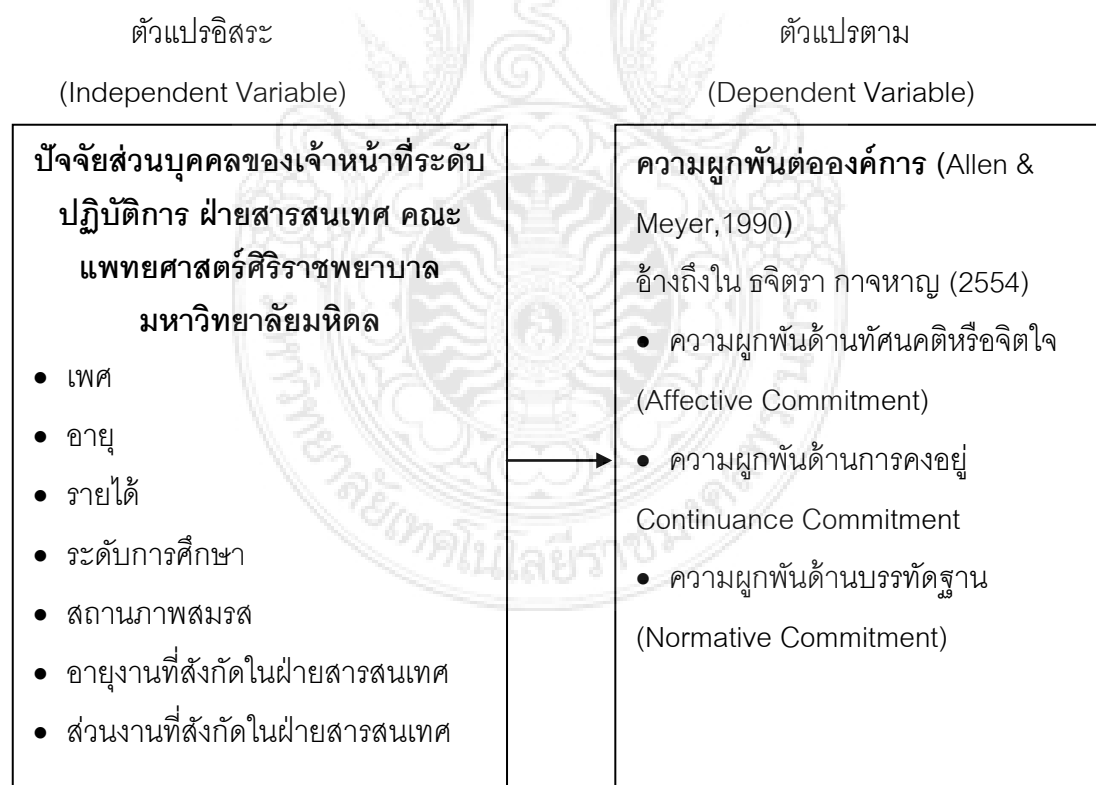 ตัวแปรอิสระ
(Independent Variable)
ปัจจัยส่วนบุคคลของเจ้าหน้าที่ระดับ
ปฏิบัติการ ฝ่ายสารสนเทศ คณะ
แพทยศาสตร์ศิริราชพยาบาล
มหาวิทยาลัยมหิดล
• เพศ
• อายุ
• รายได้
• ระดับการศึกษา
• สถานภาพสมรส
• อายุงานที่สังกัดในฝ่ายสารสนเทศ
• ส่วนงานที่สังกัดในฝ่ายสารสนเทศ
ตัวแปรตาม
(Dependent Variable)
ความผูกพันต่อองค์การ (Allen &
Meyer,1990)
อ้างถึงใน ธจิตรา กาจหาญ (2554)
• ความผูกพันด้านทัศนคติหรือจิตใจ
(Affective Commitment)
• ความผูกพันด้านการคงอยู่
Continuance Commitment
• ความผูกพันด้านบรรทัดฐาน
(Normative Commitment)